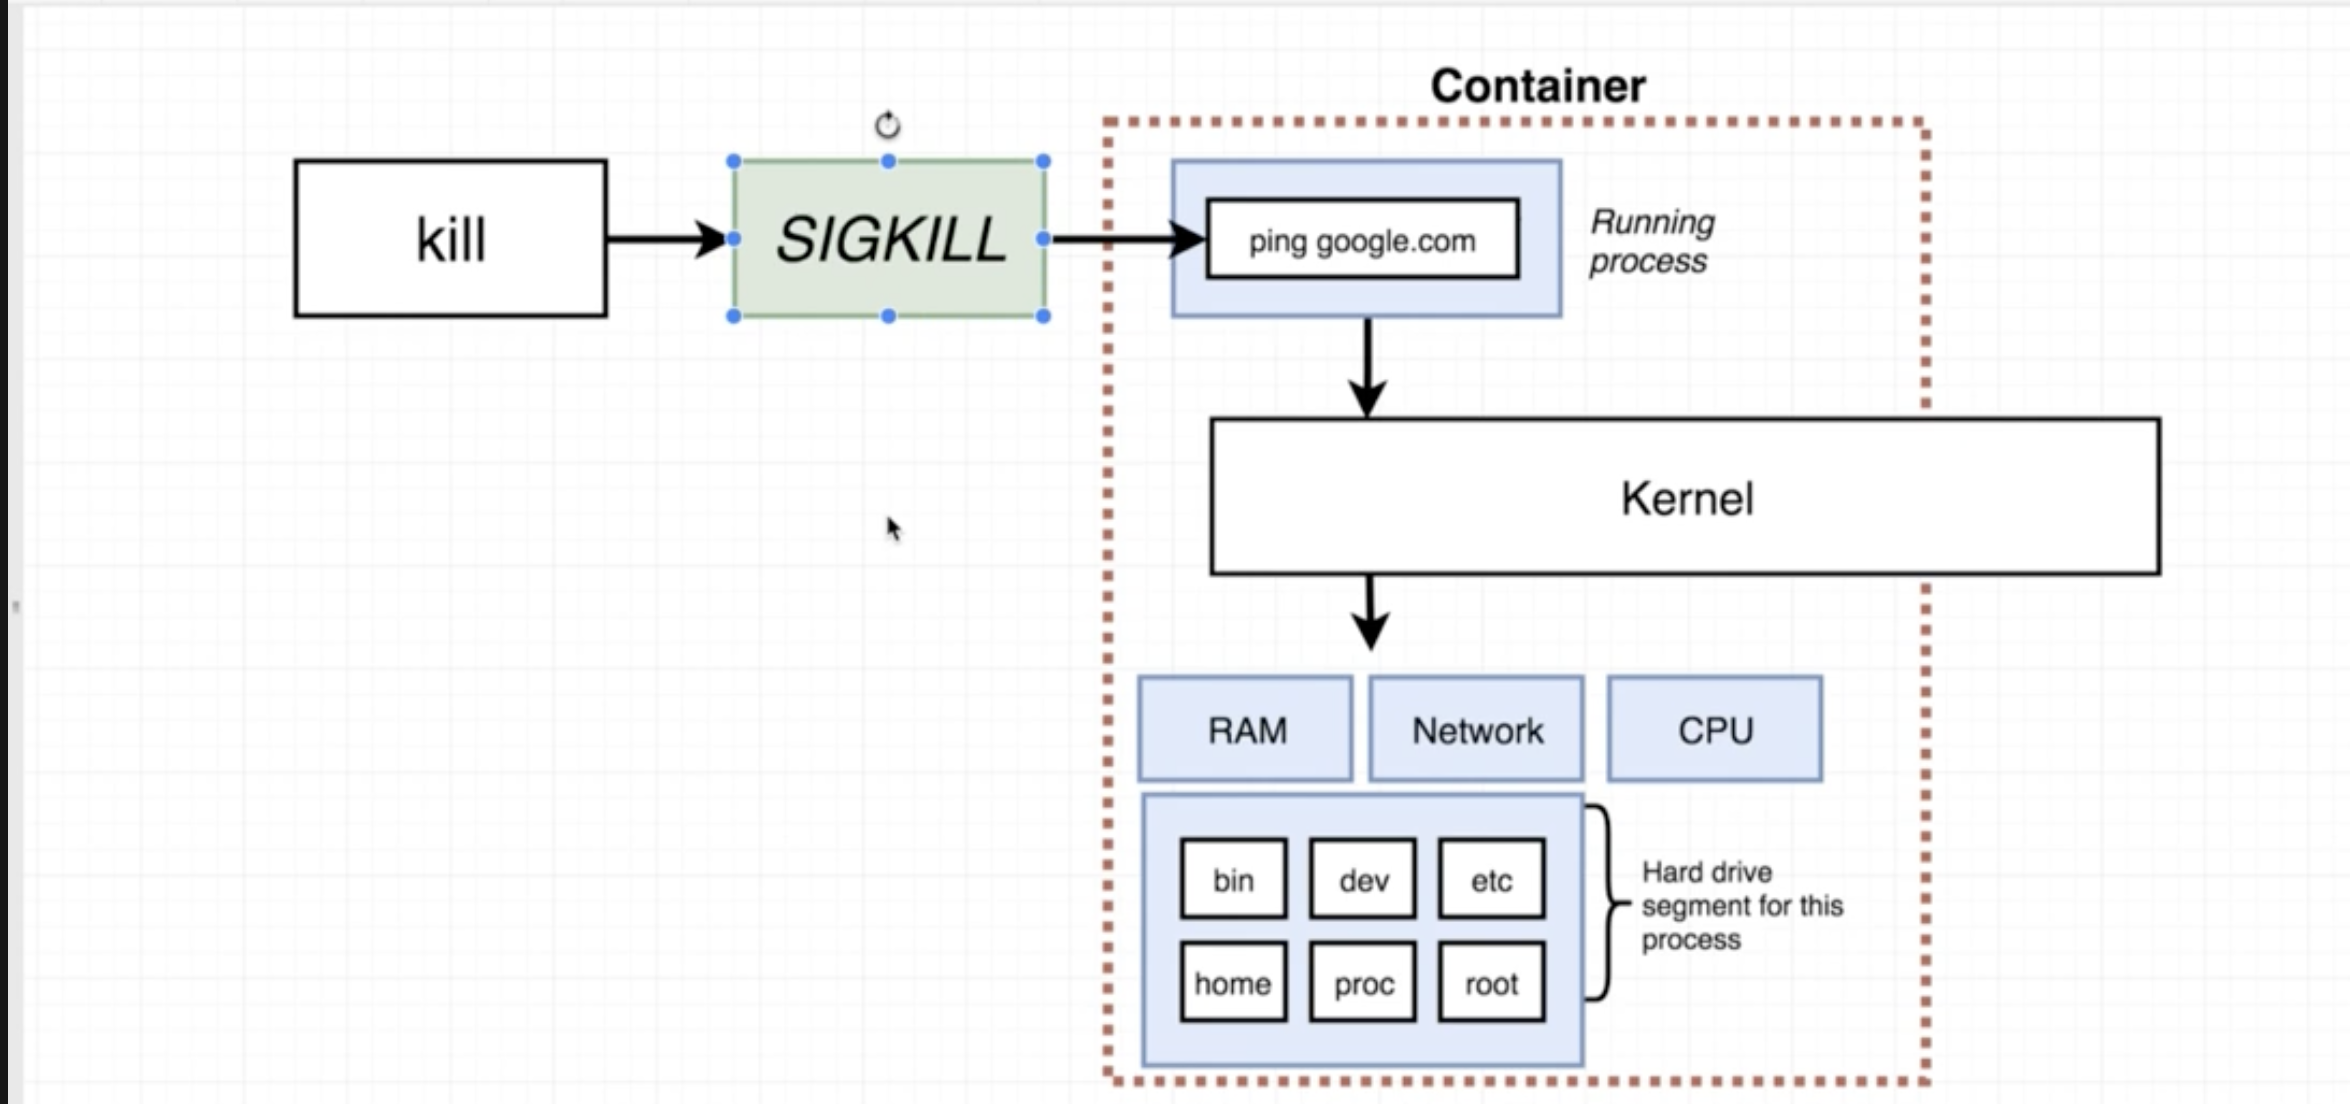 Container
kill
SIGKILL
ping google.com
Running
process
Kernel
RAM
Network
CPU
bin
dev
etc
home
proc
root
Hard drive
segment for this
process